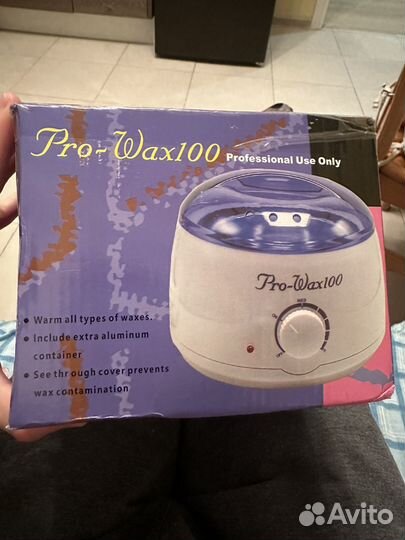 Pro-Wax100 Professional Use Only
Pro-Wax100
MED
• Warm all types of waxes.
• Include extra aluminum
container
• See through cover prevents
wax contamination
Avito